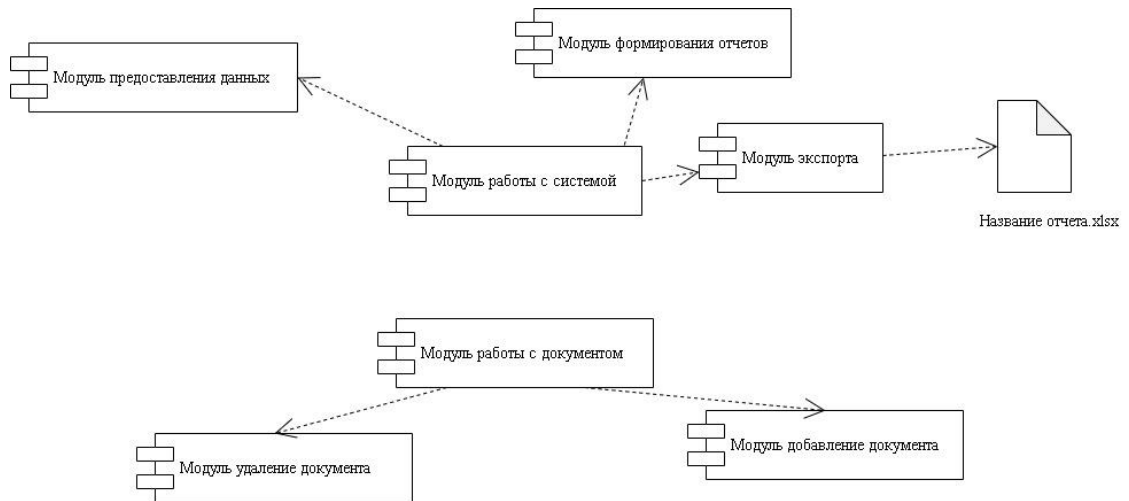 Модуль формирования отчетов
Модуль предоставления данных
Модуль экспорта
Модуль работы с системой
Название отчета.xlsx
Модуль работы с документом
Модуль добавление документа
Модуль удаление документа